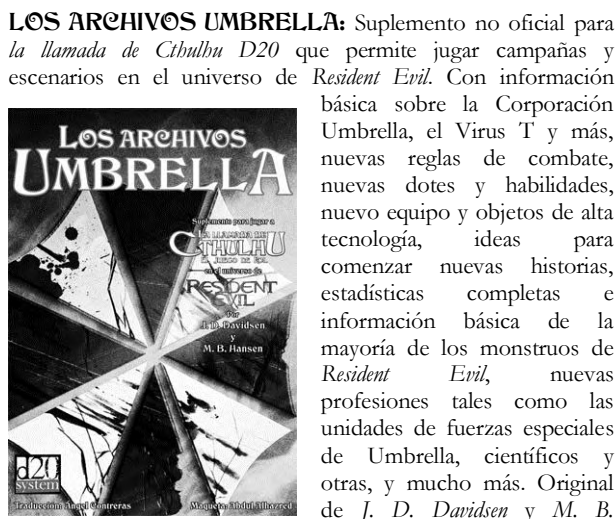 LOS ARCHIVOS UMBRELLA: Suplemento no oficial para
la llamada de Cthulhu D20 que permite jugar campañas y
escenarios en el universo de Resident Evil. Con información
básica sobre la Corporación
Umbrella, el Virus T y más,
nuevas reglas de combate,
nuevas dotes y habilidades,
nuevo equipo y objetos de alta
tecnología, ideas para
comenzar nuevas historias,
estadísticas completas e
información básica de la
mayoría de los monstruos de
Resident Evil, nuevas
profesiones tales como las
unidades de fuerzas especiales
de Umbrella, científicos y
otras, y mucho más. Original
de J. D. Davidsen y M. B.
LOS ARCHIVOS
UMBRELLA
Suplemento para jugar a
LA LLAMADA DE
CTHULHU
EL JUEGO DE ROL
en el universo de
RESIDENT
EVIL
Por
J. D. Davidsen
y
M. B. Hansen
d20
system
Traducción: Ángel Contreras
Maqueta: Abdul Alhazred